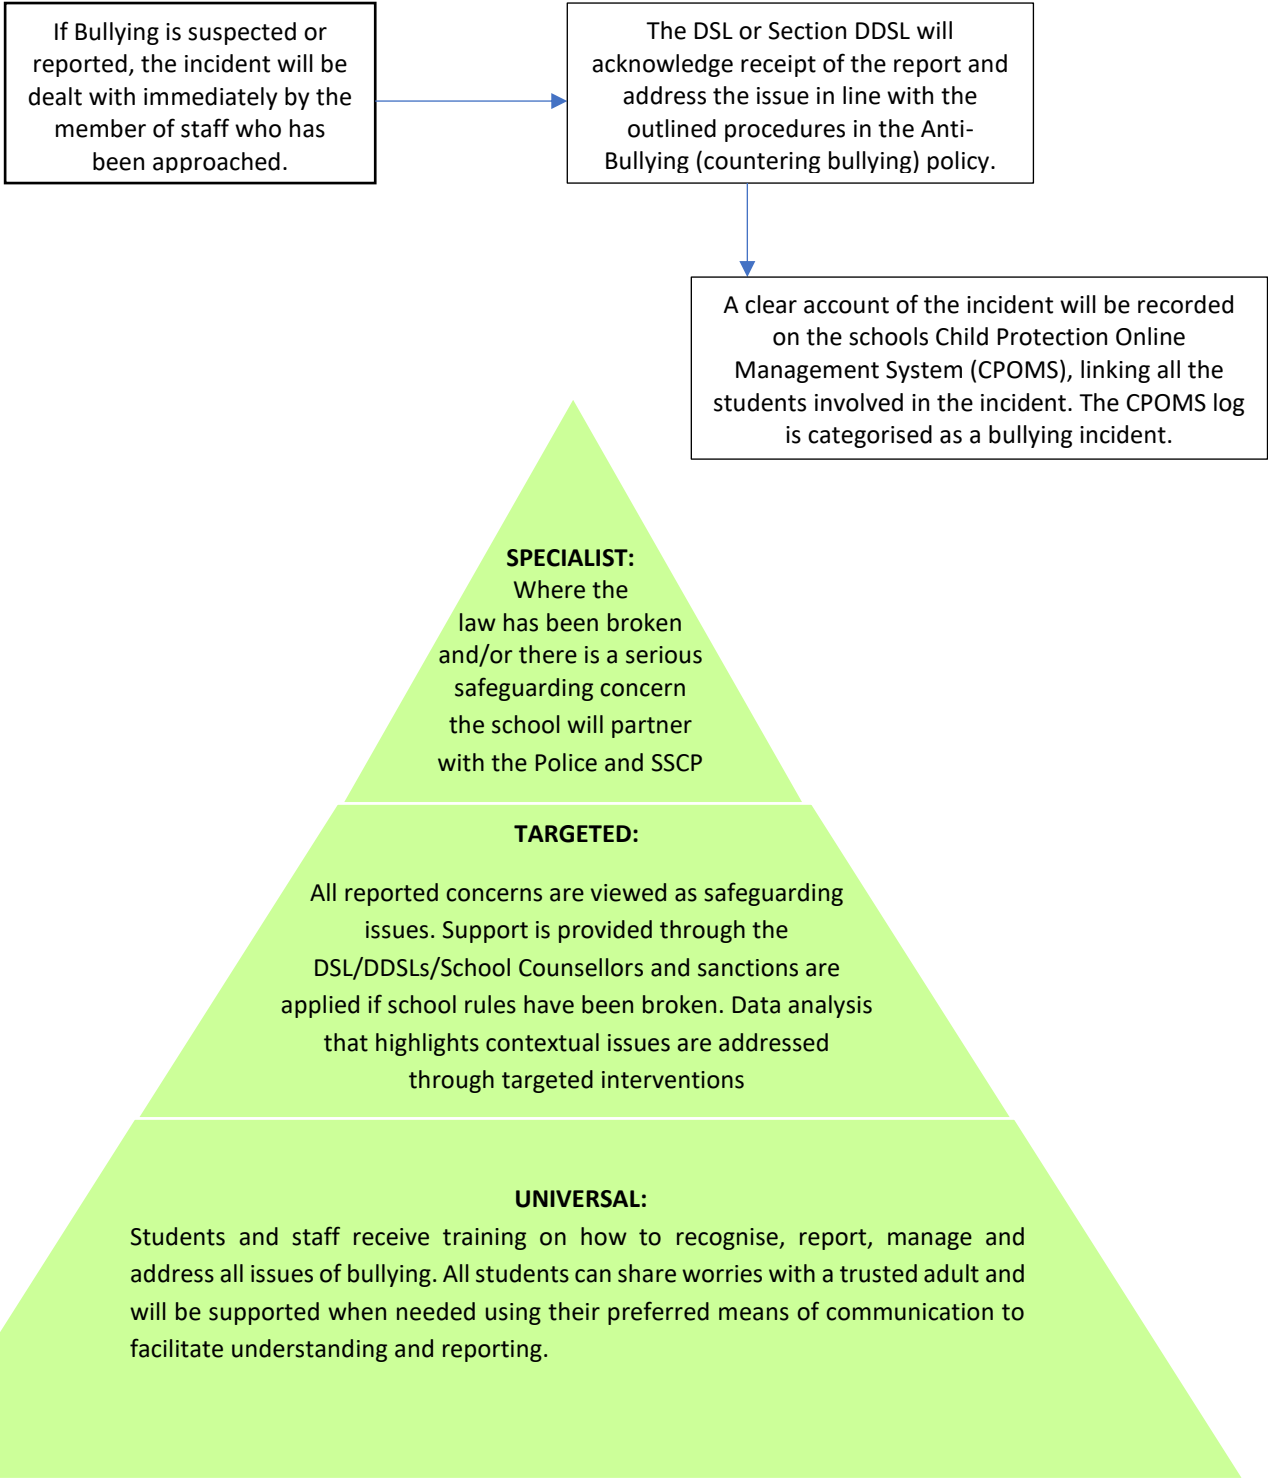 If Bullying is suspected or
reported, the incident will be
dealt with immediately by the
member of staff who has
been approached.
The DSL or Section DDSL will
acknowledge receipt of the report and
address the issue in line with the
outlined procedures in the Anti-
Bullying (countering bullying) policy.
A clear account of the incident will be recorded
on the schools Child Protection Online
Management System (CPOMS), linking all the
students involved in the incident. The CPOMS log
is categorised as a bullying incident.
SPECIALIST:
Where the
law has been broken
and/or there is a serious
safeguarding concern
the school will partner
with the Police and SSCP
TARGETED:
All reported concerns are viewed as safeguarding
issues. Support is provided through the
DSL/DDSLs/School Counsellors and sanctions are
applied if school rules have been broken. Data analysis
that highlights contextual issues are addressed
through targeted interventions
UNIVERSAL:
Students and staff receive training on how to recognise, report, manage and
address all issues of bullying. All students can share worries with a trusted adult and
will be supported when needed using their preferred means of communication to
facilitate understanding and reporting.